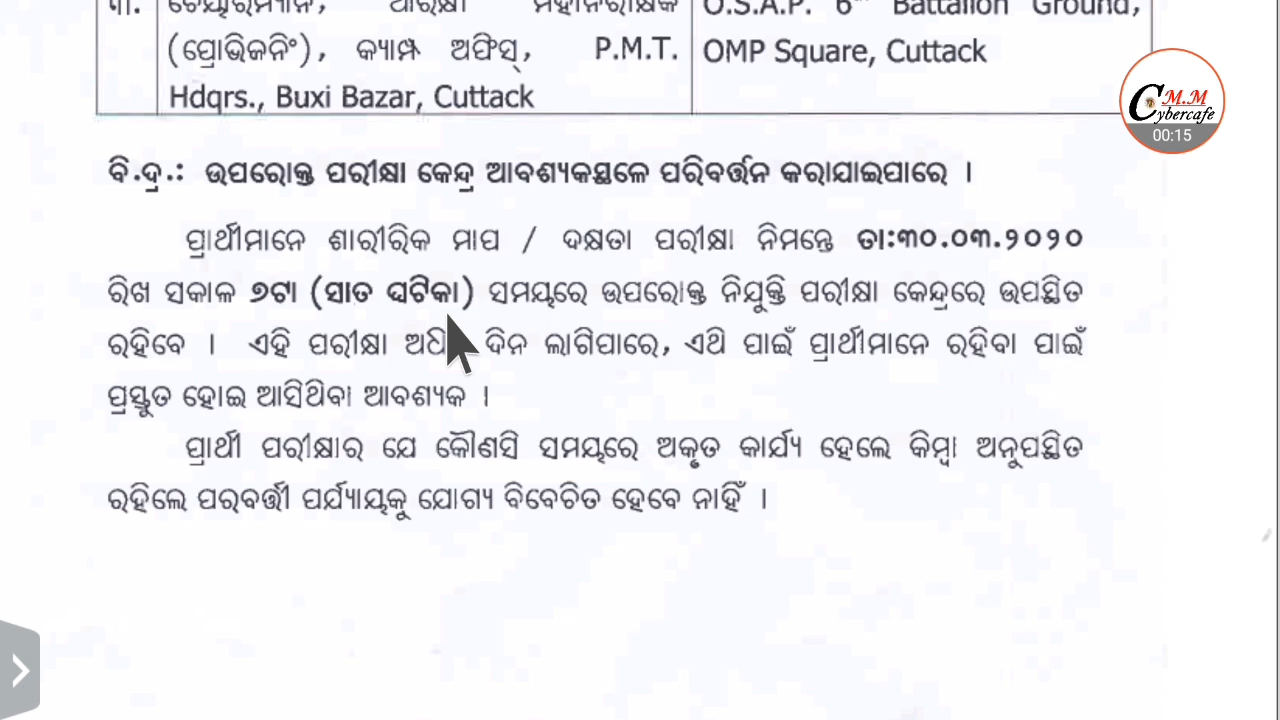 ୩. ଚେୟାରମ୍ୟାନ, ଆରକ୍ଷୀ ମହାନିରୀକ୍ଷକ O.S.A.P. 6th Battalion Ground,
(ପ୍ରୋଭିଜନିଂ), କ୍ୟାମ୍ପ ଅଫିସ୍, P.M.T. OMP Square, Cuttack
Hdqrs., Buxi Bazar, Cuttack
M.M
Cybercafe
00:15
ବି.ଦ୍ର.: ଉପରୋକ୍ତ ପରୀକ୍ଷା କେନ୍ଦ୍ର ଆବଶ୍ୟକସ୍ଥଳେ ପରିବର୍ତ୍ତନ କରାଯାଇପାରେ ।
ପ୍ରାର୍ଥୀମାନେ ଶାରୀରିକ ମାପ / ଦକ୍ଷତା ପରୀକ୍ଷା ନିମନ୍ତେ ତା:୩୦.୦୩.୨୦୨୦
ରିଖ ସକାଳ ୭ଟା (ସାତ ଘଟିକା) ସମୟରେ ଉପରୋକ୍ତ ନିଯୁକ୍ତି ପରୀକ୍ଷା କେନ୍ଦ୍ରରେ ଉପସ୍ଥିତ
ରହିବେ । ଏହି ପରୀକ୍ଷା ଦିନ ଲାଗିପାରେ, ଏଥି ପାଇଁ ପ୍ରାର୍ଥୀମାନେ ରହିବା ପାଇଁ
ପ୍ରସ୍ତୁତ ହୋଇ ଆସିଥିବା ଆବଶ୍ୟକ ।
ପ୍ରାର୍ଥୀ ପରୀକ୍ଷାର ଯେ କୌଣସି ସମୟରେ ଅକୃତ କାର୍ଯ୍ୟ ହେଲେ କିମ୍ବା ଅନୁପସ୍ଥିତ
ରହିଲେ ପରବର୍ତ୍ତୀ ପର୍ଯ୍ୟାୟକୁ ଯୋଗ୍ୟ ବିବେଚିତ ହେବେ ନାହିଁ ।